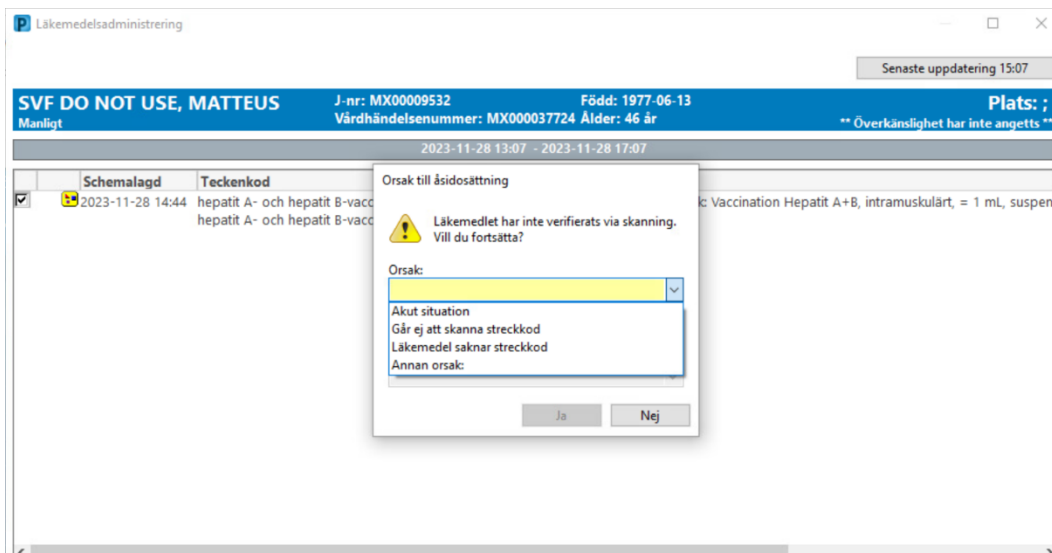 P Läkemedelsadministrering
Senaste uppdatering 15:07
SVF DO NOT USE, MATTEUS J-nr: MX00009532 Född: 1977-06-13 Plats: ;
Manligt Vårdhändelsenummer: MX000037724 Ålder: 46 år ** Överkänslighet har inte angetts **
2023-11-28 13:07 - 2023-11-28 17:07
Schemalagd Teckenkod
2023-11-28 14:44 hepatit A- och hepatit B-vacc k: Vaccination Hepatit A+B, intramuskulärt, = 1 mL, suspen
hepatit A- och hepatit B-vacc
Orsak till åsidosättning
Läkemedlet har inte verifierats via skanning.
Vill du fortsätta?
Orsak:
Akut situation
Går ej att skanna streckkod
Läkemedel saknar streckkod
Annan orsak:
Ja Nej